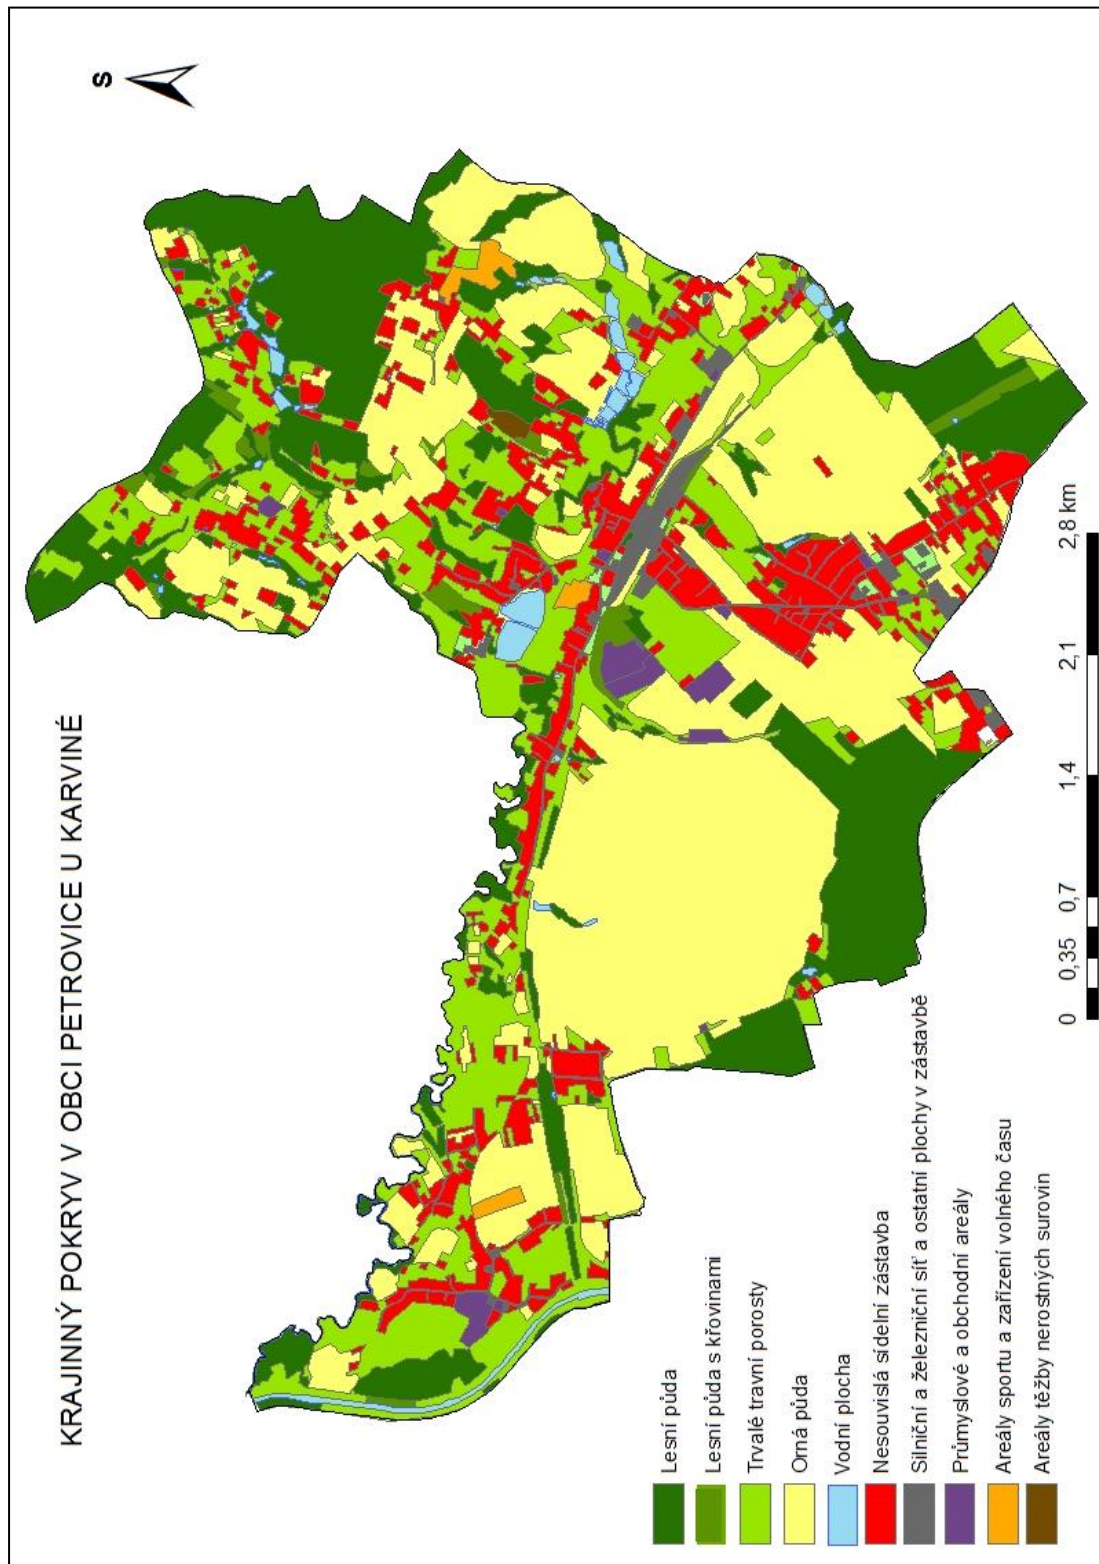 KRAJINNÝ POKRYV V OBCI PETROVICE U KARVINÉ
S
Lesní půda
Lesní půda s křovinami
Trvalé travní porosty
Orná půda
Vodní plocha
Nesouvislá sídelní zástavba
Silniční a železniční síť a ostatní plochy v zástavbě
Průmyslové a obchodní areály
Areály sportu a zařízení volného času
Areály těžby nerostných surovin
0 0,35 0,7 1,4 2,1 2,8 km